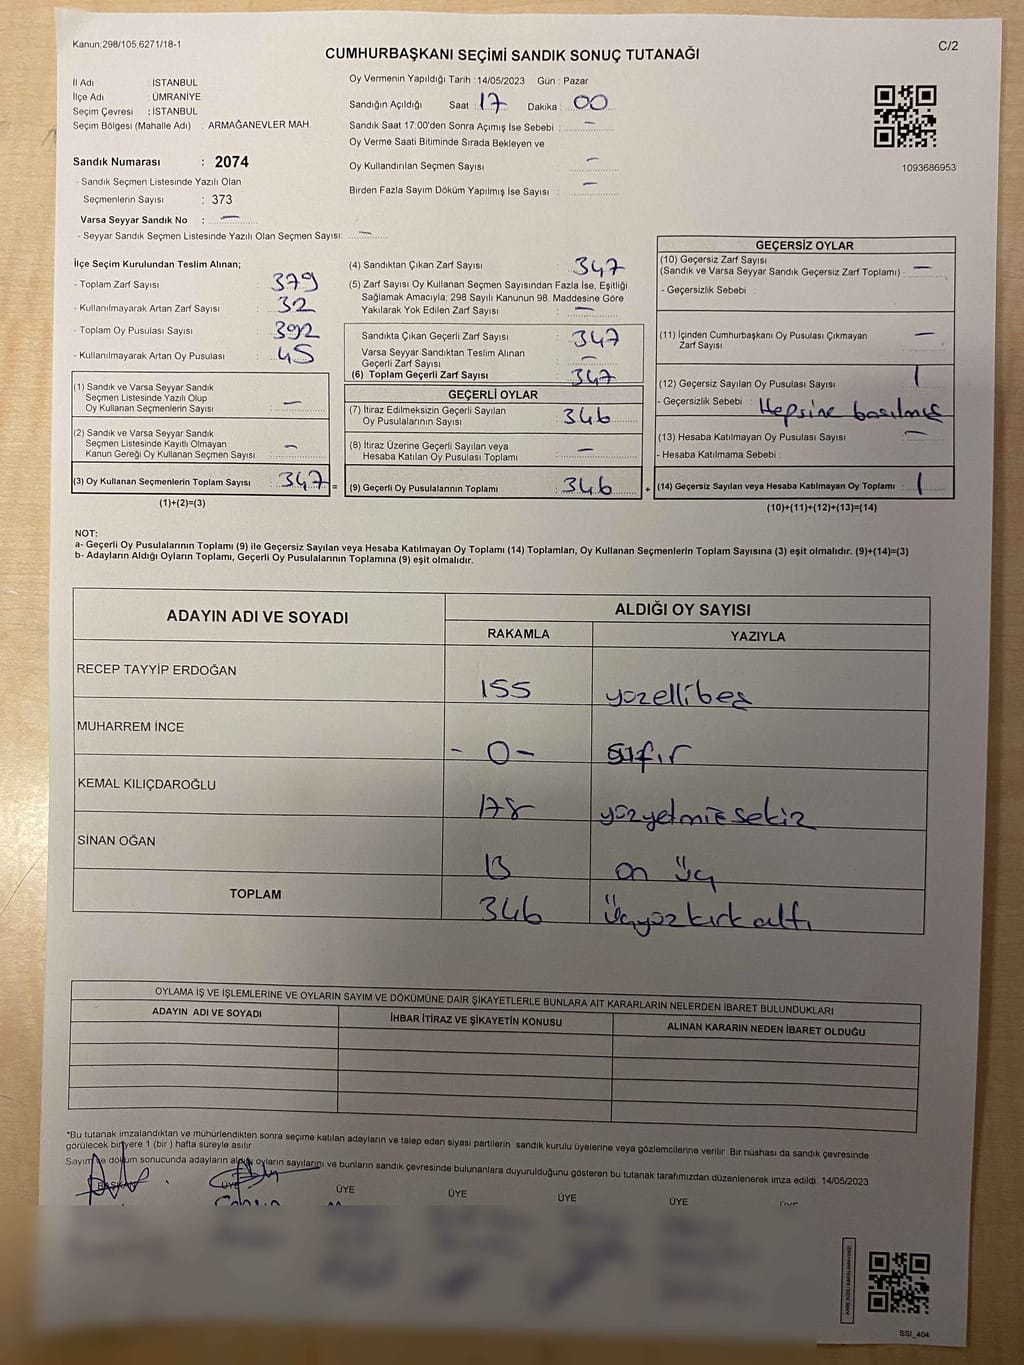 Kanun;298/105;6271/18-1
C/2
CUMHURBAŞKANI SEÇİMİ SANDIK SONUÇ TUTANAĞI
İl Adı : İSTANBUL
İlçe Adı : ÜMRANİYE
Seçim Çevresi : İSTANBUL
Seçim Bölgesi (Mahalle Adı) : ARMAĞANEVLER MAH.
Sandık Numarası : 2074
- Sandık Seçmen Listesinde Yazılı Olan
Seçmenlerin Sayısı : 373
Varsa Seyyar Sandık No : —
- Seyyar Sandık Seçmen Listesinde Yazılı Olan Seçmen Sayısı: —
Oy Vermenin Yapıldığı Tarih : 14/05/2023 Gün : Pazar
Sandığın Açıldığı Saat : 17 Dakika : 00
Sandık Saat 17:00'den Sonra Açımış İse Sebebi : —
Oy Verme Saati Bitiminde Sırada Bekleyen ve
Oy Kullandırılan Seçmen Sayısı —
Birden Fazla Sayım Döküm Yapılmış İse Sayısı : —
1093686953
İlçe Seçim Kurulundan Teslim Alınan;
- Toplam Zarf Sayısı : 379
- Kullanılmayarak Artan Zarf Sayısı : 32
- Toplam Oy Pusulası Sayısı : 392
- Kullanılmayarak Artan Oy Pusulası : 45
(1) Sandık ve Varsa Seyyar Sandık
Seçmen Listesinde Yazılı Olup
Oy Kullanan Seçmenlerin Sayısı : —
(2) Sandık ve Varsa Seyyar Sandık
Seçmen Listesinde Kayıtlı Olmayan
Kanun Gereği Oy Kullanan Seçmen Sayısı : —
(3) Oy Kullanan Seçmenlerin Toplam Sayısı : 347 =
(1)+(2)=(3)
(4) Sandıktan Çıkan Zarf Sayısı : 347
(5) Zarf Sayısı Oy Kullanan Seçmen Sayısından Fazla İse, Eşitliği
Sağlamak Amacıyla; 298 Sayılı Kanunun 98. Maddesine Göre
Yakılarak Yok Edilen Zarf Sayısı : —
Sandıkta Çıkan Geçerli Zarf Sayısı : 347
Varsa Seyyar Sandıktan Teslim Alınan
Geçerli Zarf Sayısı : —
(6) Toplam Geçerli Zarf Sayısı : 347
GEÇERLİ OYLAR
(7) İtiraz Edilmeksizin Geçerli Sayılan
Oy Pusulalarının Sayısı : 346
(8) İtiraz Üzerine Geçerli Sayılan veya
Hesaba Katılan Oy Pusulası Toplamı : —
(9) Geçerli Oy Pusulalarının Toplamı : 346 +
GEÇERSİZ OYLAR
(10) Geçersiz Zarf Sayısı
(Sandık ve Varsa Seyyar Sandık Geçersiz Zarf Toplamı) : —
- Geçersizlik Sebebi :
(11) İçinden Cumhurbaşkanı Oy Pusulası Çıkmayan
Zarf Sayısı —
(12) Geçersiz Sayılan Oy Pusulası Sayısı : 1
- Geçersizlik Sebebi : Hepsine basılmış
(13) Hesaba Katılmayan Oy Pusulası Sayısı : —
- Hesaba Katılmama Sebebi :
(14) Geçersiz Sayılan veya Hesaba Katılmayan Oy Toplamı : 1
(10)+(11)+(12)+(13)=(14)
NOT:
a- Geçerli Oy Pusulalarının Toplamı (9) ile Geçersiz Sayılan veya Hesaba Katılmayan Oy Toplamı (14) Toplamları, Oy Kullanan Seçmenlerin Toplam Sayısına (3) eşit olmalıdır. (9)+(14)=(3)
b- Adayların Aldığı Oyların Toplamı, Geçerli Oy Pusulalarının Toplamına (9) eşit olmalıdır.
ADAYIN ADI VE SOYADI
ALDIĞI OY SAYISI
RAKAMLA YAZIYLA
RECEP TAYYİP ERDOĞAN 155 yüzellibeş
MUHARREM İNCE - 0 - sıfır
KEMAL KILIÇDAROĞLU 178 yüzyetmiş sekiz
SİNAN OĞAN 13 on üç
TOPLAM 346 üçyüz kırk altı
OYLAMA İŞ VE İŞLEMLERİNE VE OYLARIN SAYIM VE DÖKÜMÜNE DAİR ŞİKAYETLERLE BUNLARA AİT KARARLARIN NELERDEN İBARET BULUNDUKLARI
ADAYIN ADI VE SOYADI İHBAR İTİRAZ VE ŞİKAYETİN KONUSU ALINAN KARARIN NEDEN İBARET OLDUĞU
*Bu tutanak imzalandıktan ve mühürlendikten sonra seçime katılan adayların ve talep eden siyasi partilerin sandık kurulu üyelerine veya gözlemcilerine verilir. Bir nüshası da sandık çevresinde
görülecek bir yere 1 (bir) hafta süreyle asılır.
Sayım ve döküm sonucunda adayların aldığı oyların sayılarını ve bunların sandık çevresinde bulunanlara duyurulduğunu gösteren bu tutanak tarafımızdan düzenlenerek imza edildi. 14/05/2023
BAŞKAN ÜYE ÜYE ÜYE ÜYE ÜYE
SSI_404